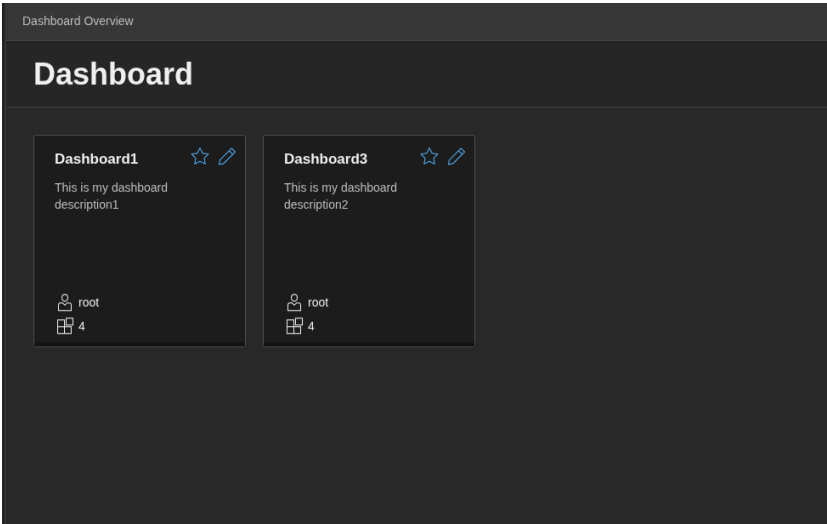 Dashboard Overview
Dashboard
Dashboard1
This is my dashboard
description1
root
4
Dashboard3
This is my dashboard
description2
root
4